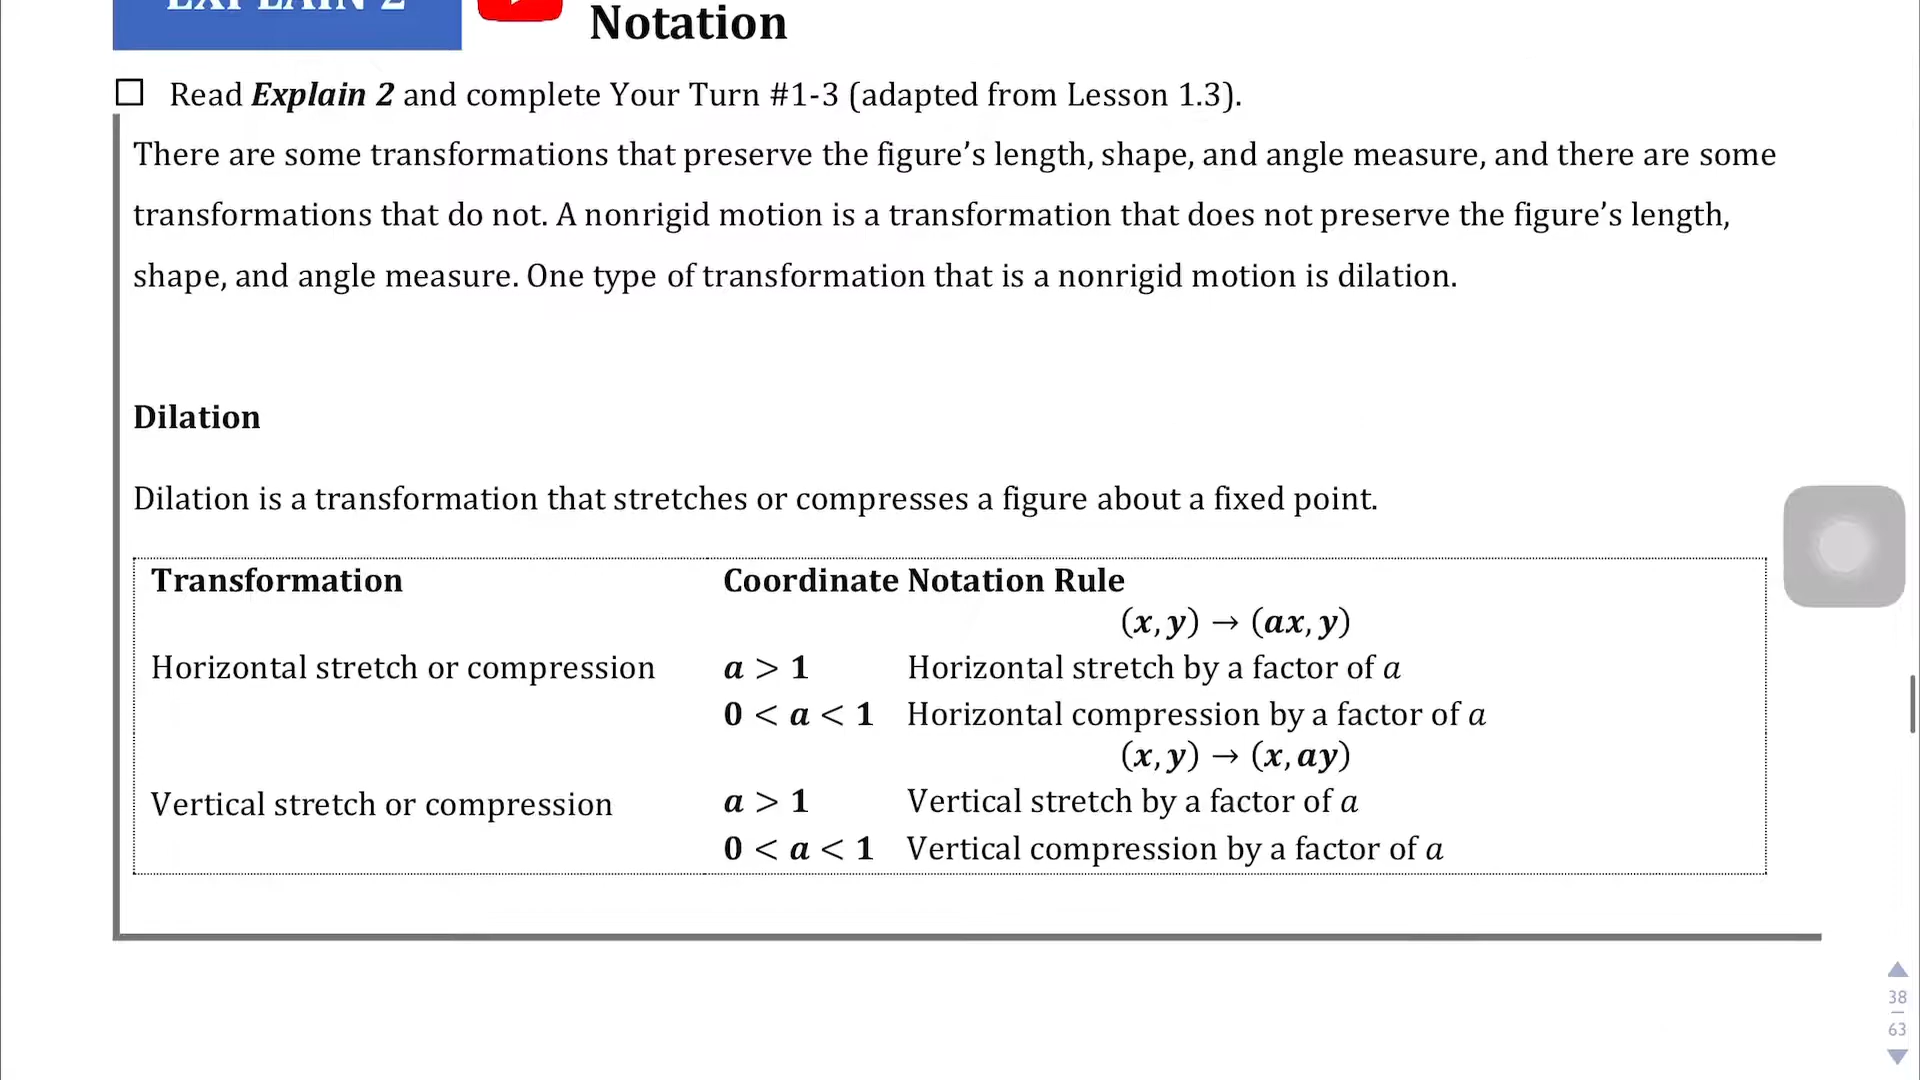 EXPLAIN 2
Notation
Read Explain 2 and complete Your Turn #1-3 (adapted from Lesson 1.3).
There are some transformations that preserve the figure’s length, shape, and angle measure, and there are some
transformations that do not. A nonrigid motion is a transformation that does not preserve the figure’s length,
shape, and angle measure. One type of transformation that is a nonrigid motion is dilation.
Dilation
Dilation is a transformation that stretches or compresses a figure about a fixed point.
Transformation Coordinate Notation Rule
(x, y) → (ax, y)
Horizontal stretch or compression a > 1 Horizontal stretch by a factor of a
0 < a < 1 Horizontal compression by a factor of a
(x, y) → (x, ay)
Vertical stretch or compression a > 1 Vertical stretch by a factor of a
0 < a < 1 Vertical compression by a factor of a
38
63